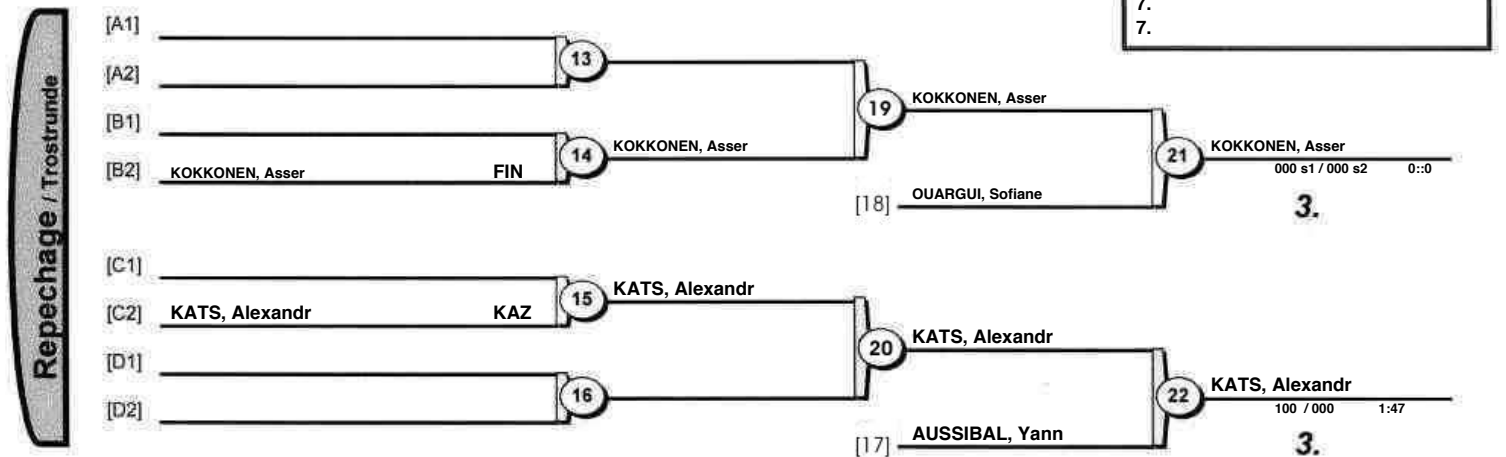 7.
7.
Repechage / Trostrunde
[A1]
[A2]
13
[B1]
[B2] KOKKONEN, Asser FIN
14
KOKKONEN, Asser
19
KOKKONEN, Asser
[18] OUARGUI, Sofiane
21
KOKKONEN, Asser
000 s1 / 000 s2 0::0
3.
[C1]
[C2] KATS, Alexandr KAZ
15
KATS, Alexandr
[D1]
[D2]
16
20
KATS, Alexandr
[17] AUSSIBAL, Yann
22
KATS, Alexandr
100 / 000 1:47
3.